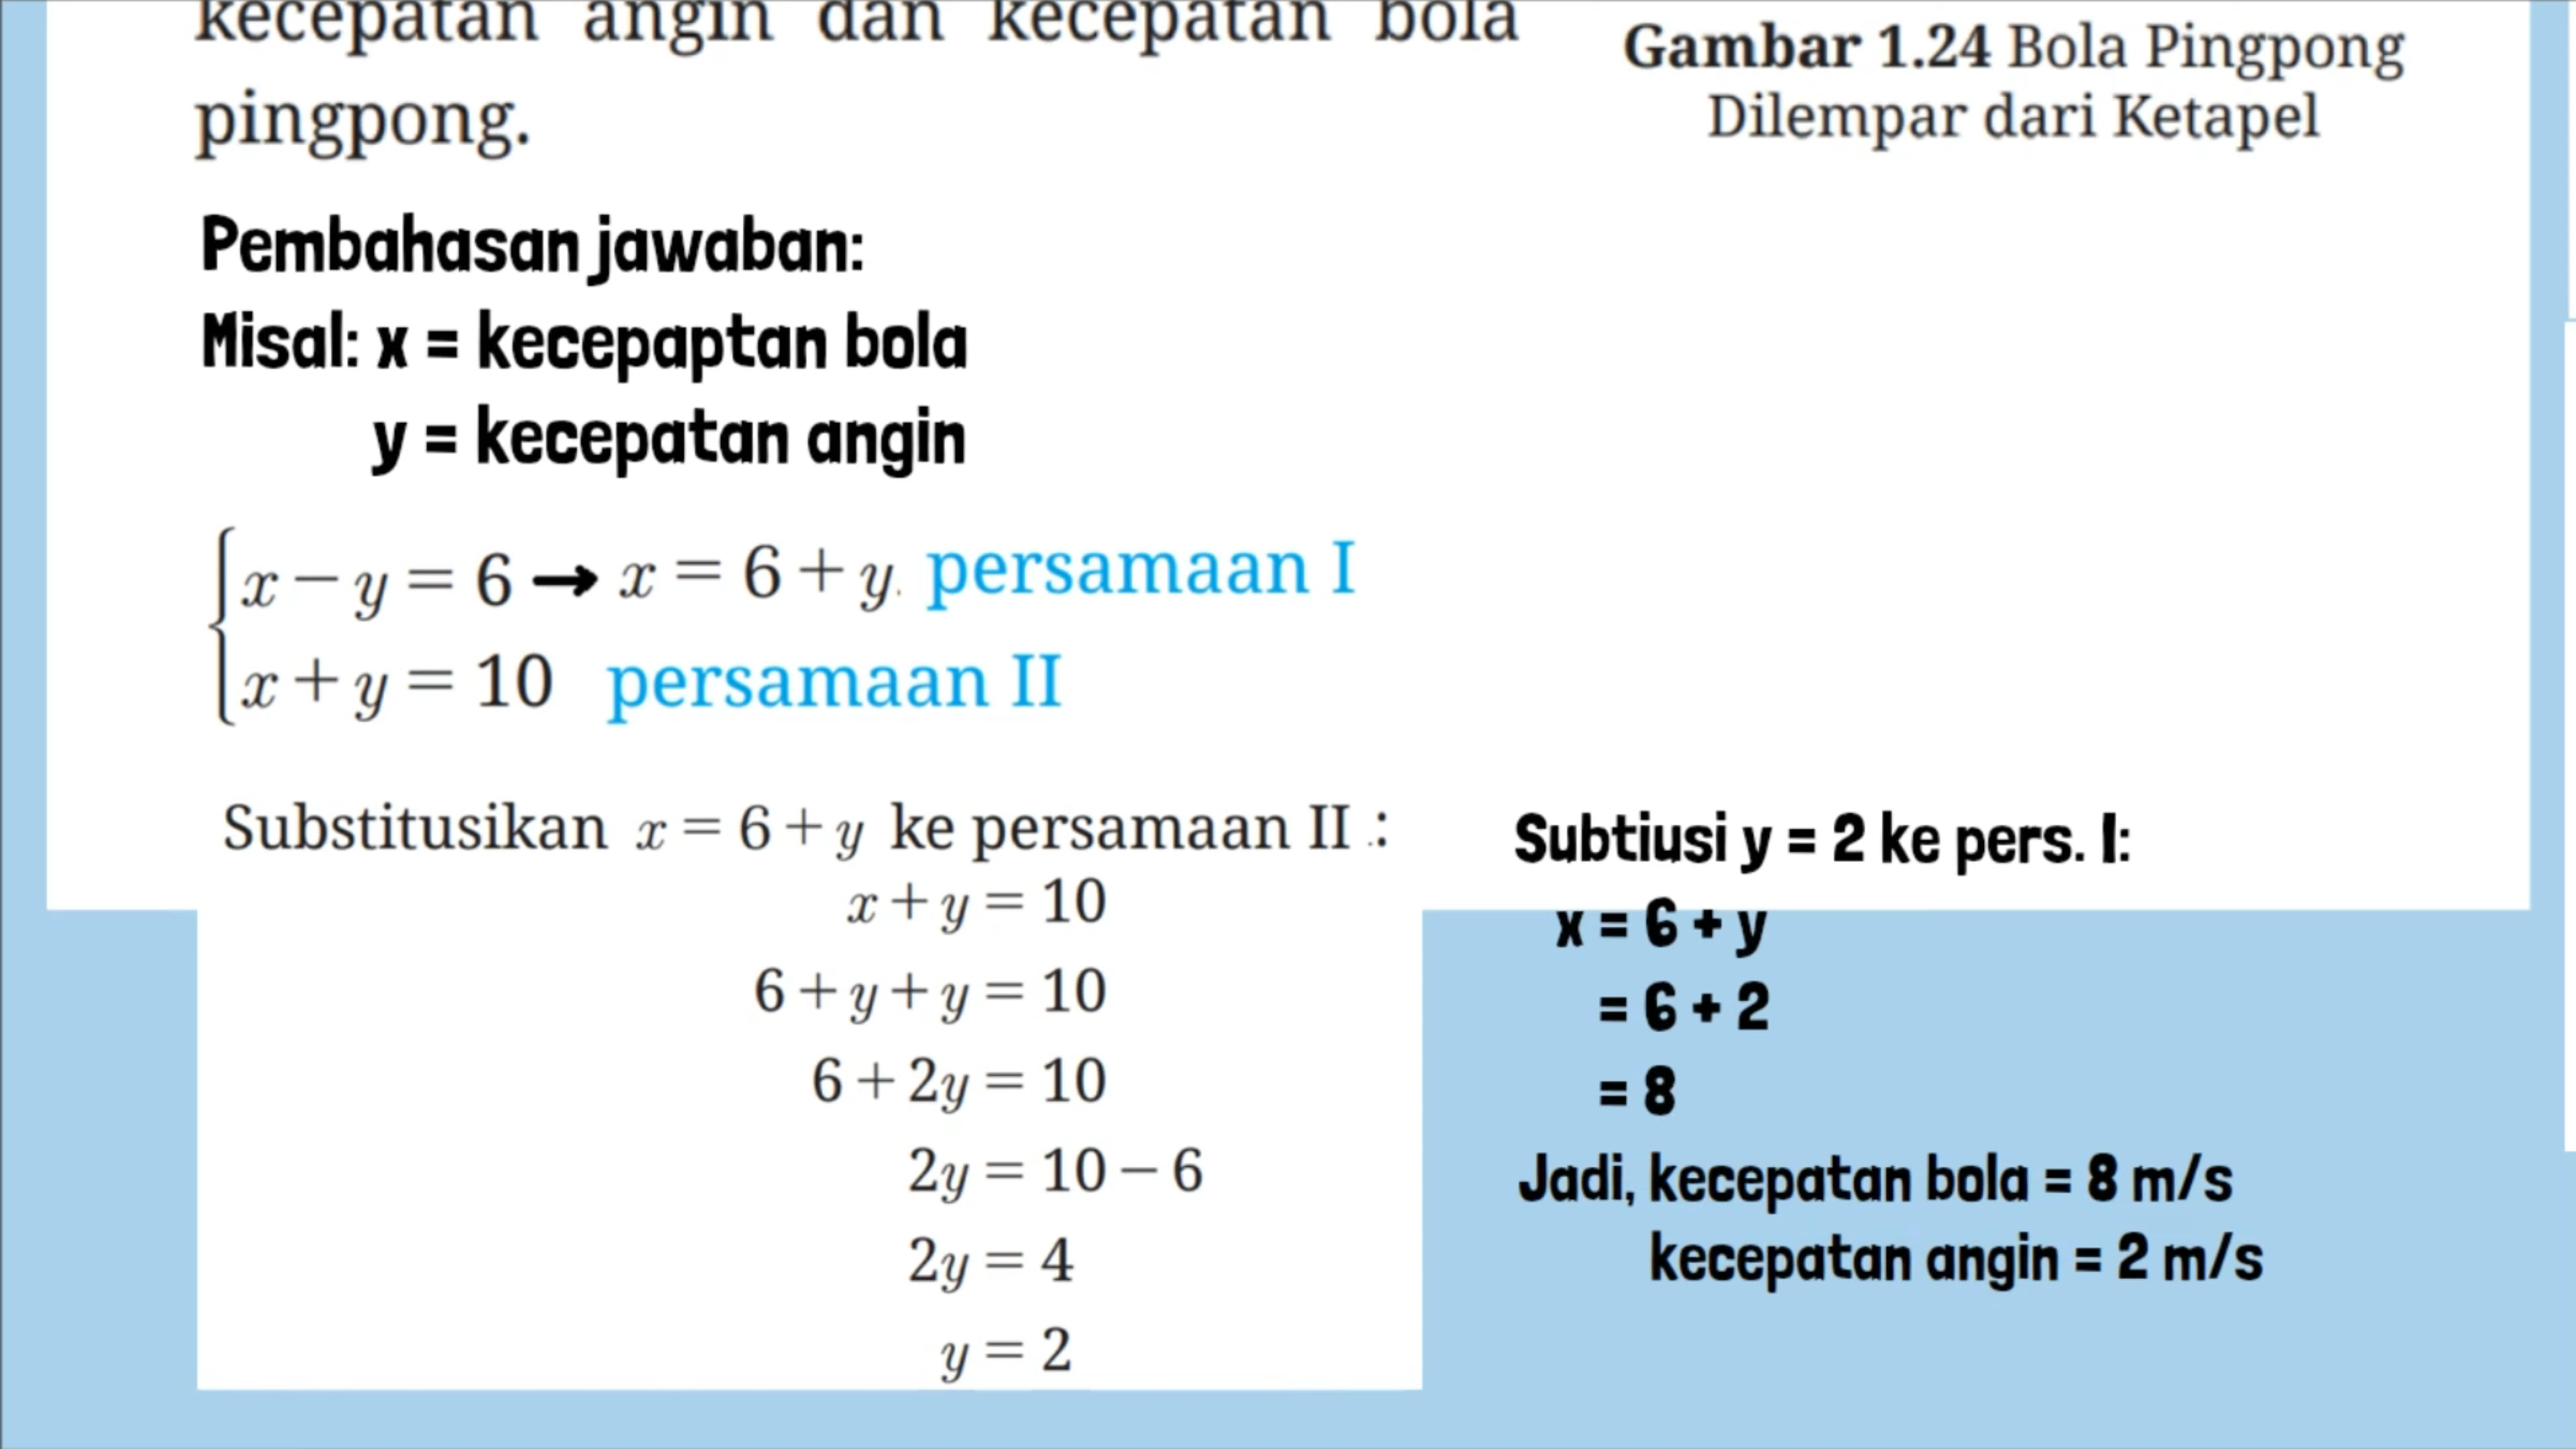 kecepatan angin dan kecepatan bola
pingpong.
Gambar 1.24 Bola Pingpong
Dilempar dari Ketapel
Pembahasan jawaban:
Misal: x = kecepaptan bola
y = kecepatan angin
x − y = 6 → x = 6 + y. persamaan I
x + y = 10 persamaan II
Substitusikan x = 6 + y ke persamaan II .:
x + y = 10
6 + y + y = 10
6 + 2y = 10
2y = 10 − 6
2y = 4
y = 2
Subtiusi y = 2 ke pers. I:
x = 6 + y
= 6 + 2
= 8
Jadi, kecepatan bola = 8 m/s
kecepatan angin = 2 m/s